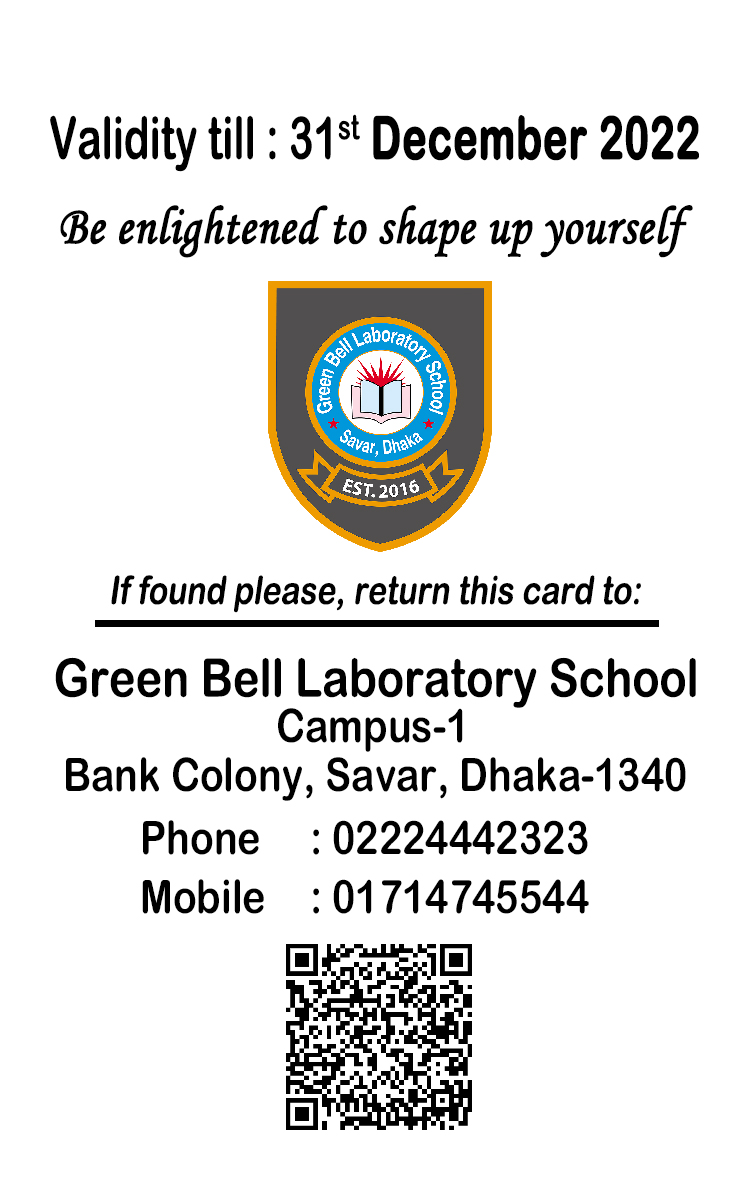 Validity till : 31st December 2022
Be enlightened to shape up yourself
Green Bell Laboratory School
Savar, Dhaka
EST. 2016
If found please, return this card to:
Green Bell Laboratory School
Campus-1
Bank Colony, Savar, Dhaka-1340
Phone : 02224442323
Mobile : 01714745544